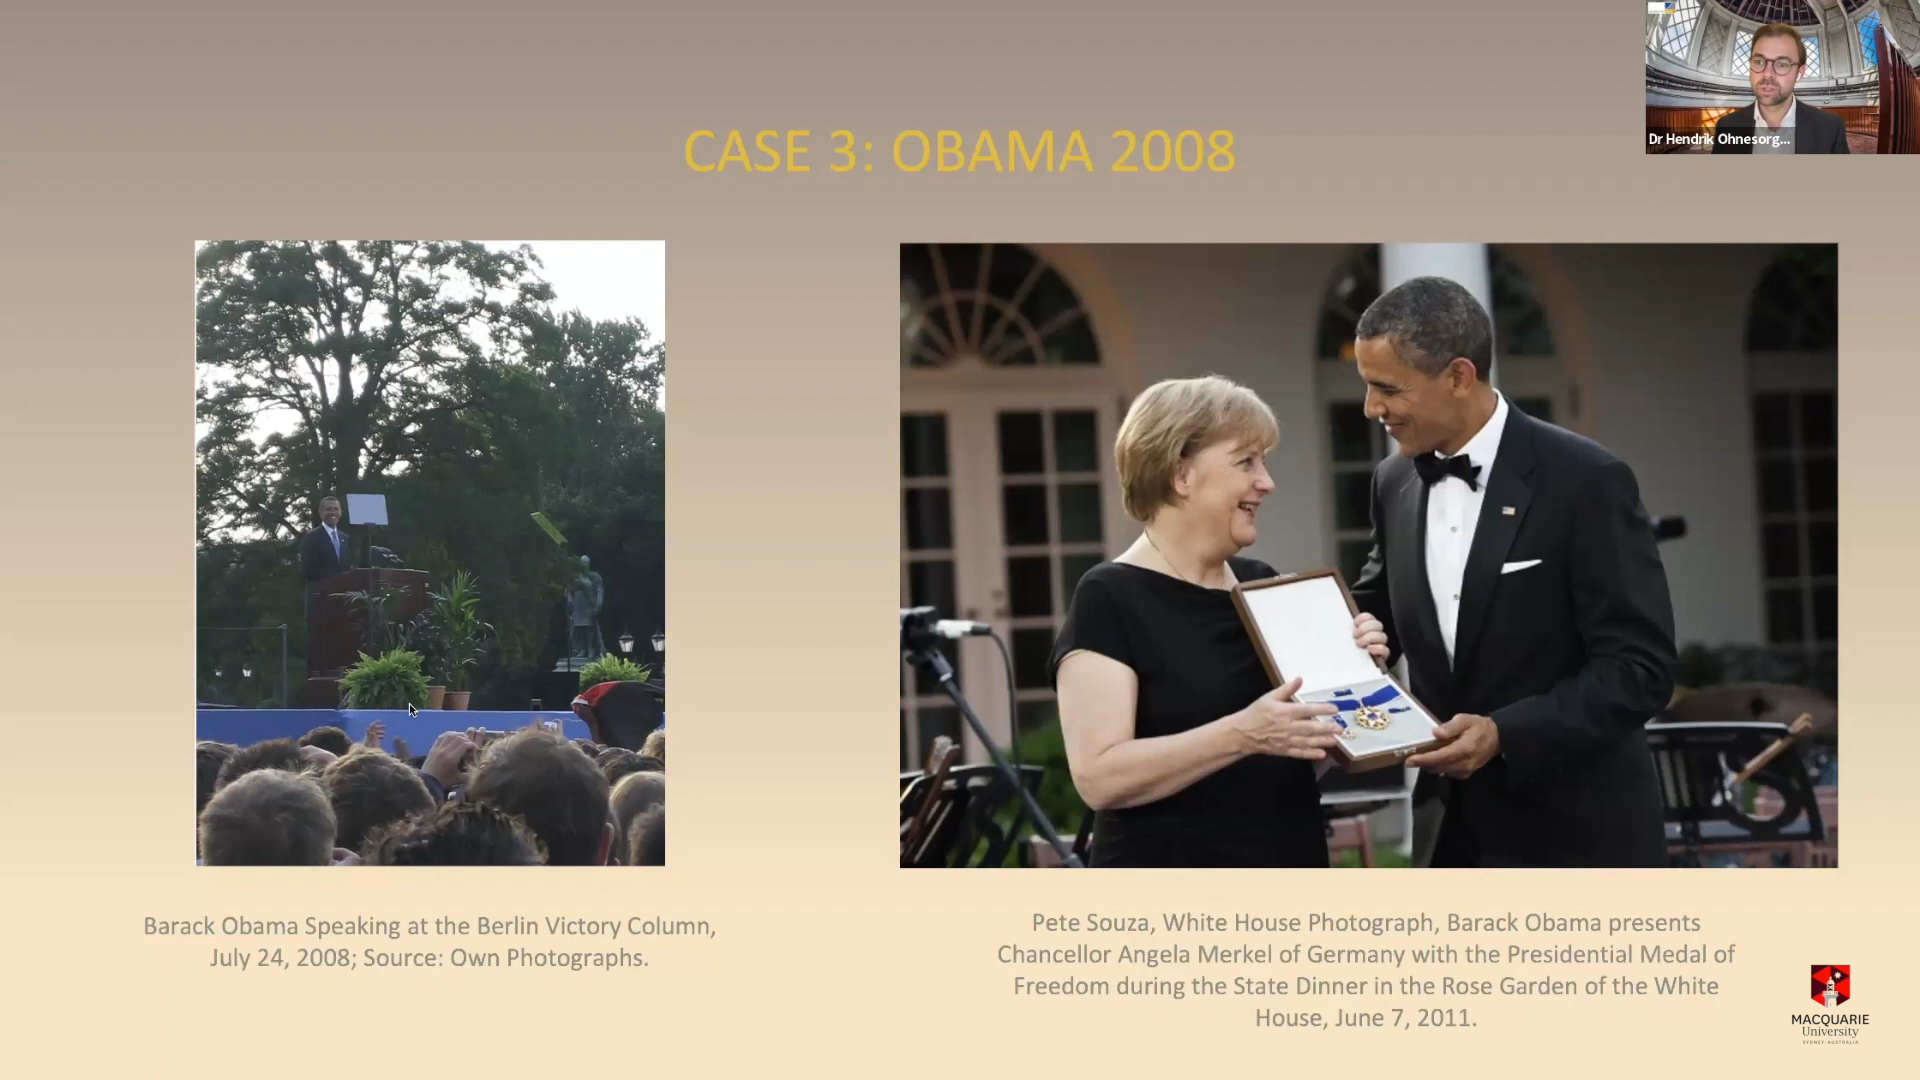 CASE 3: OBAMA 2008
Dr Hendrik Ohnesorg...
Barack Obama Speaking at the Berlin Victory Column,
July 24, 2008; Source: Own Photographs.
Pete Souza, White House Photograph, Barack Obama presents
Chancellor Angela Merkel of Germany with the Presidential Medal of
Freedom during the State Dinner in the Rose Garden of the White
House, June 7, 2011.
MACQUARIE
University
SYDNEY·AUSTRALIA